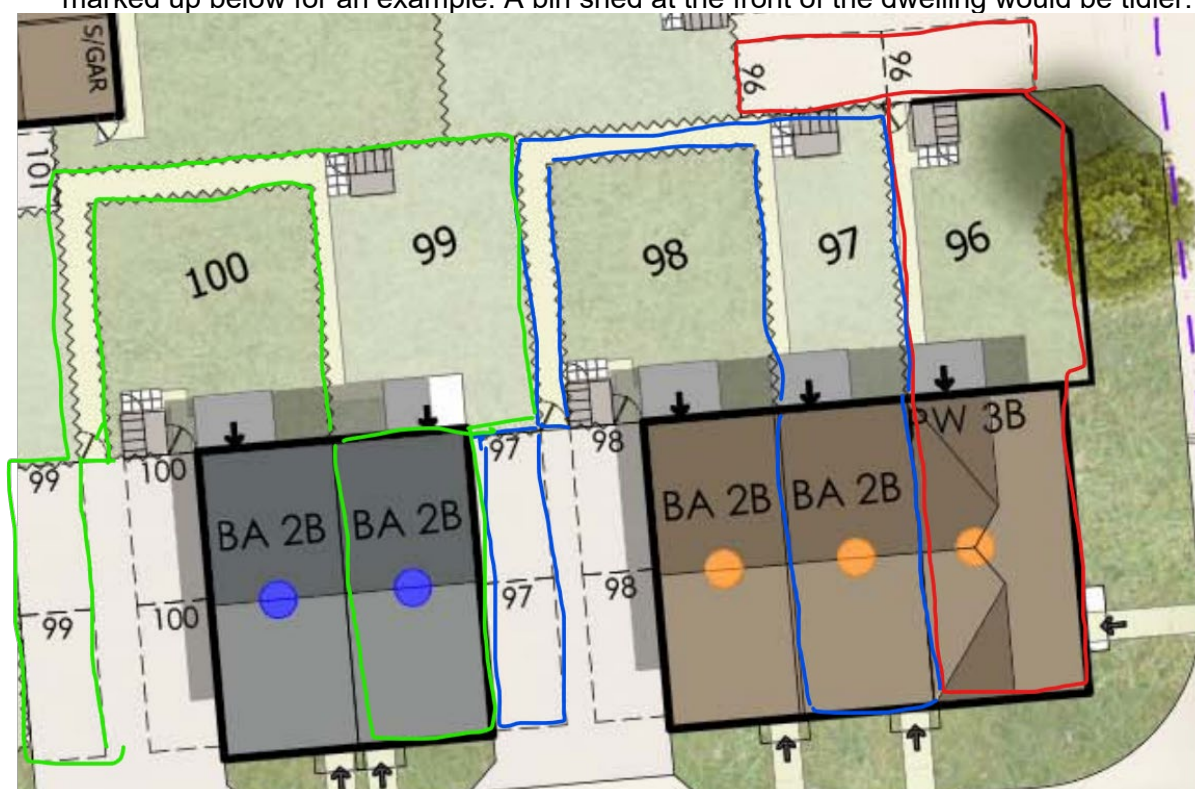 marked up below for an example. A bin shed at the front of the dwelling would be tidier.
S/GAR
96
96
101
100
99
98
97
96
97
98
PW 3B
99
100
BA 2B
BA 2B
BA 2B
BA 2B
97
98
99
100